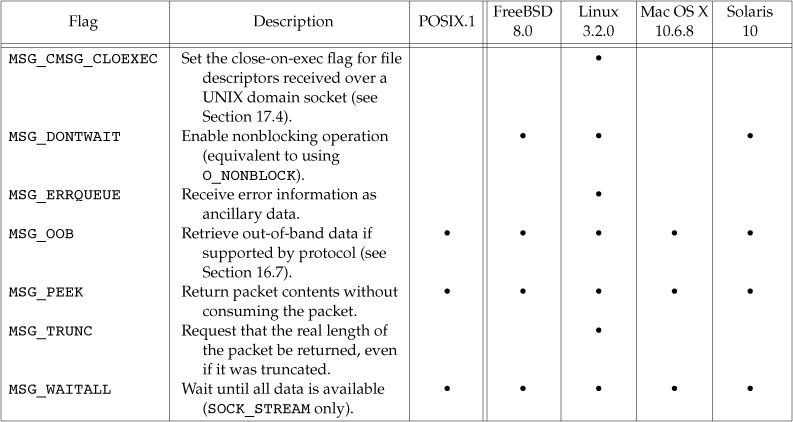 Flag Description POSIX.1 FreeBSD 8.0 Linux 3.2.0 Mac OS X 10.6.8 Solaris 10
MSG_CMSG_CLOEXEC Set the close-on-exec flag for file •
descriptors received over a
UNIX domain socket (see
Section 17.4).
MSG_DONTWAIT Enable nonblocking operation • • •
(equivalent to using
O_NONBLOCK).
MSG_ERRQUEUE Receive error information as •
ancillary data.
MSG_OOB Retrieve out-of-band data if • • • • •
supported by protocol (see
Section 16.7).
MSG_PEEK Return packet contents without • • • • •
consuming the packet.
MSG_TRUNC Request that the real length of •
the packet be returned, even
if it was truncated.
MSG_WAITALL Wait until all data is available • • • • •
(SOCK_STREAM only).